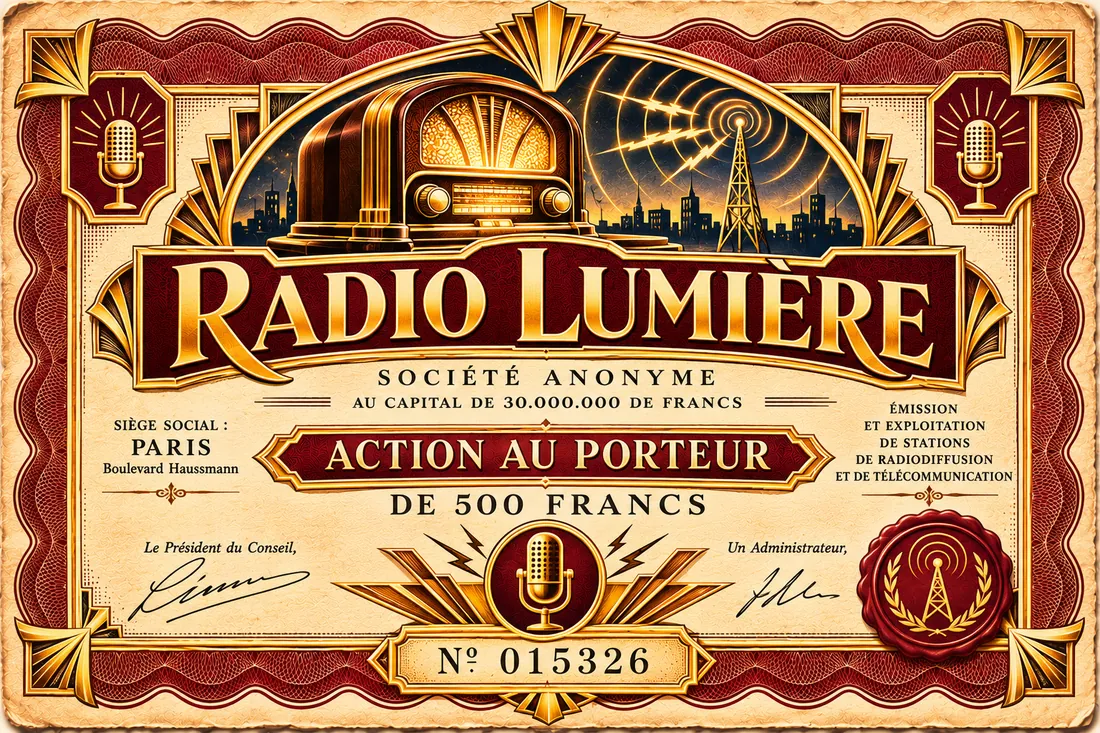 RADIO LUMIÈRE
SOCIÉTÉ ANONYME
AU CAPITAL DE 30.000.000 DE FRANCS
SIÈGE SOCIAL :
PARIS
Boulevard Haussmann
ACTION AU PORTEUR
DE 500 FRANCS
ÉMISSION
ET EXPLOITATION
DE STATIONS
DE RADIODIFFUSION
ET DE TÉLÉCOMMUNICATION
Le Président du Conseil,
Un Administrateur,
Nº 015326